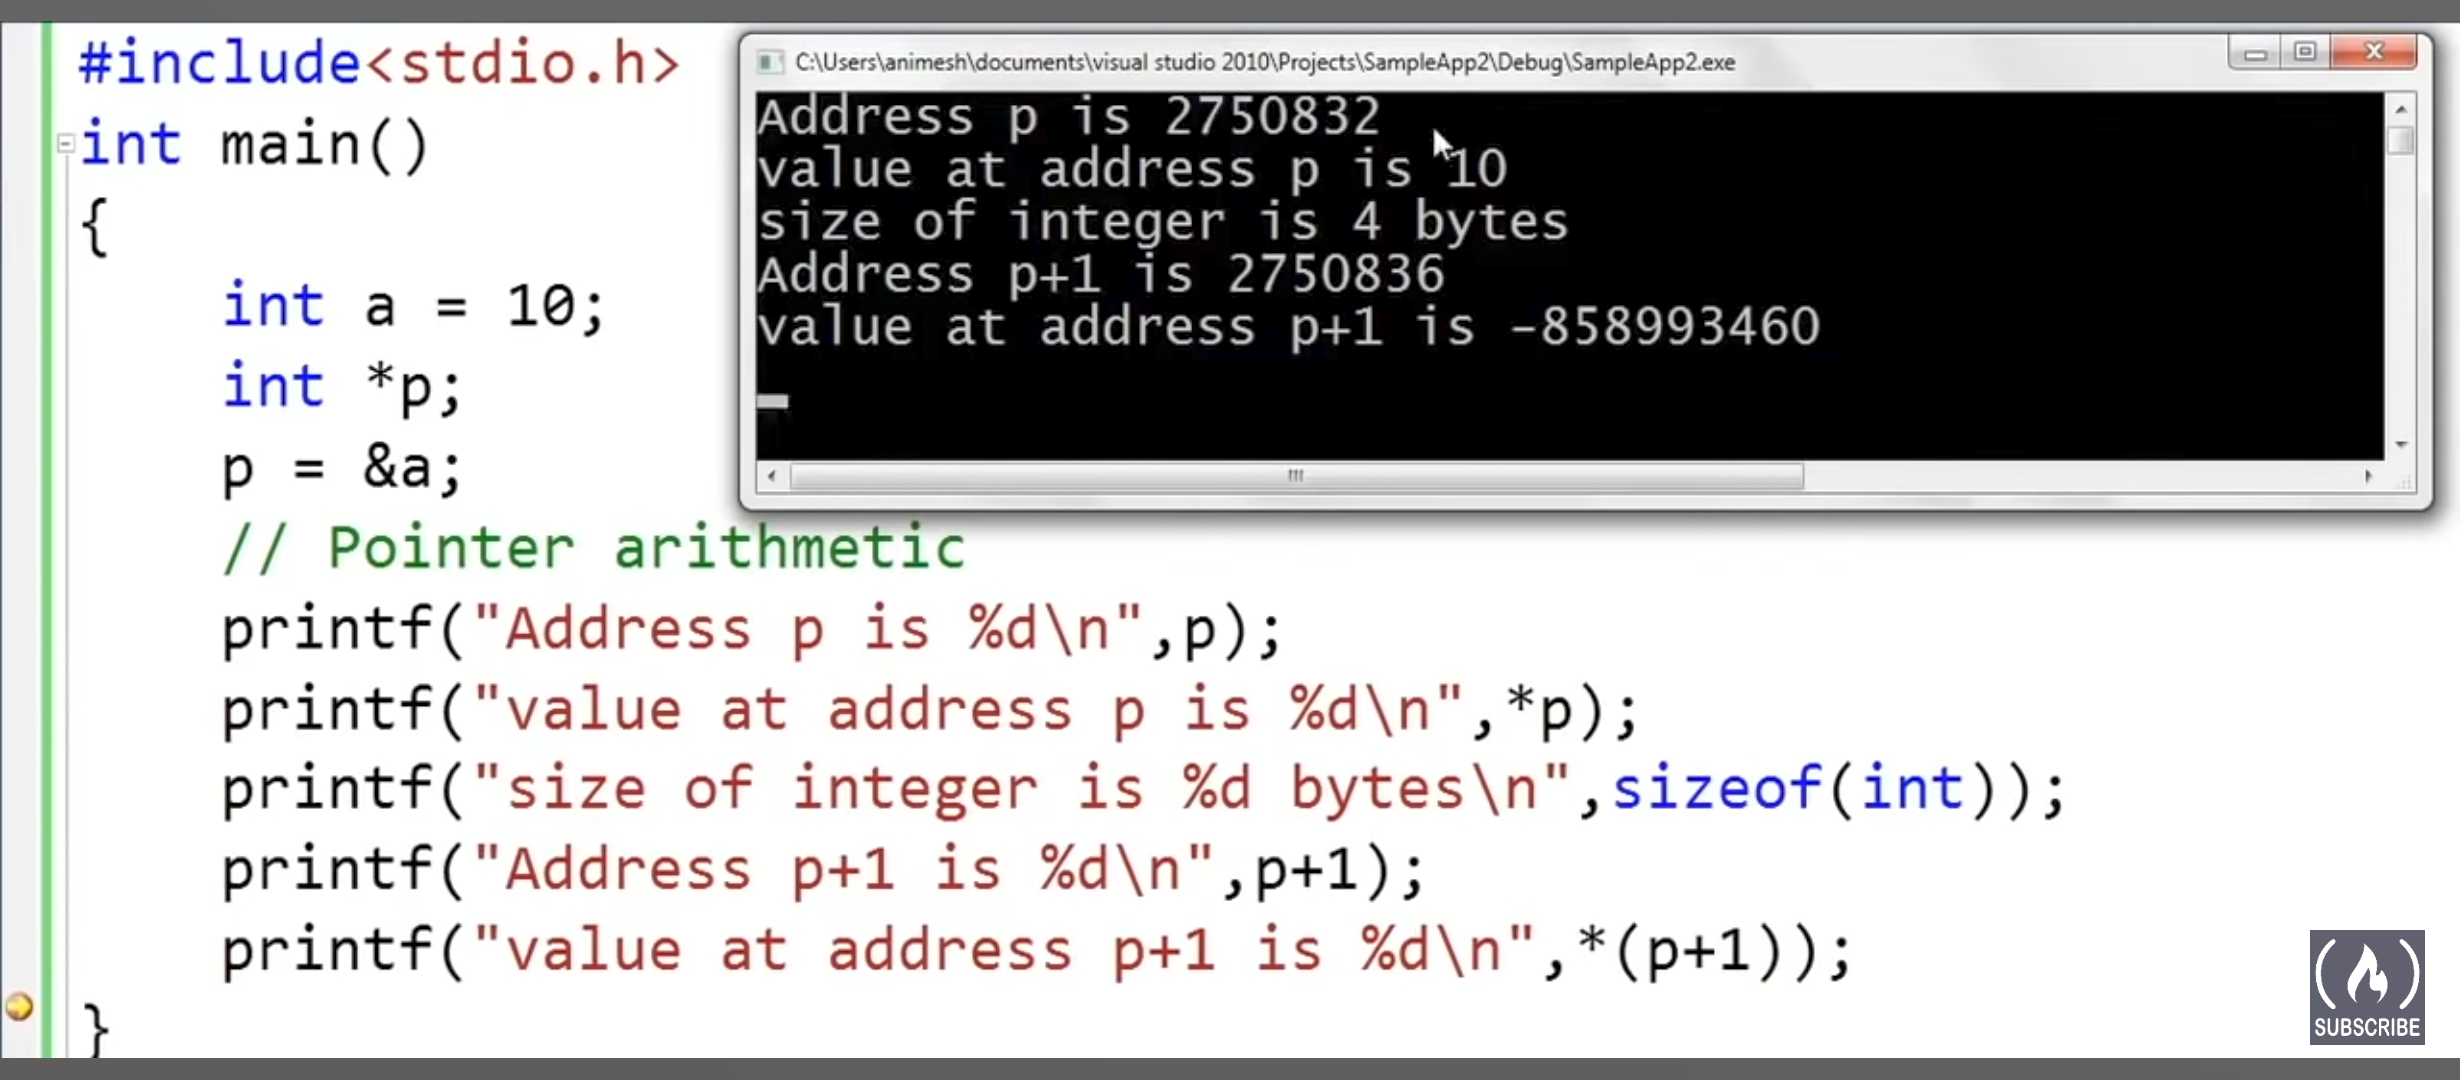 #include<stdio.h>
int main()
{
int a = 10;
int *p;
p = &a;
// Pointer arithmetic
printf("Address p is %d\n",p);
printf("value at address p is %d\n",*p);
printf("size of integer is %d bytes\n",sizeof(int));
printf("Address p+1 is %d\n",p+1);
printf("value at address p+1 is %d\n",*(p+1));
}
C:\Users\animesh\documents\visual studio 2010\Projects\SampleApp2\Debug\SampleApp2.exe
Address p is 2750832
value at address p is 10
size of integer is 4 bytes
Address p+1 is 2750836
value at address p+1 is -858993460
SUBSCRIBE